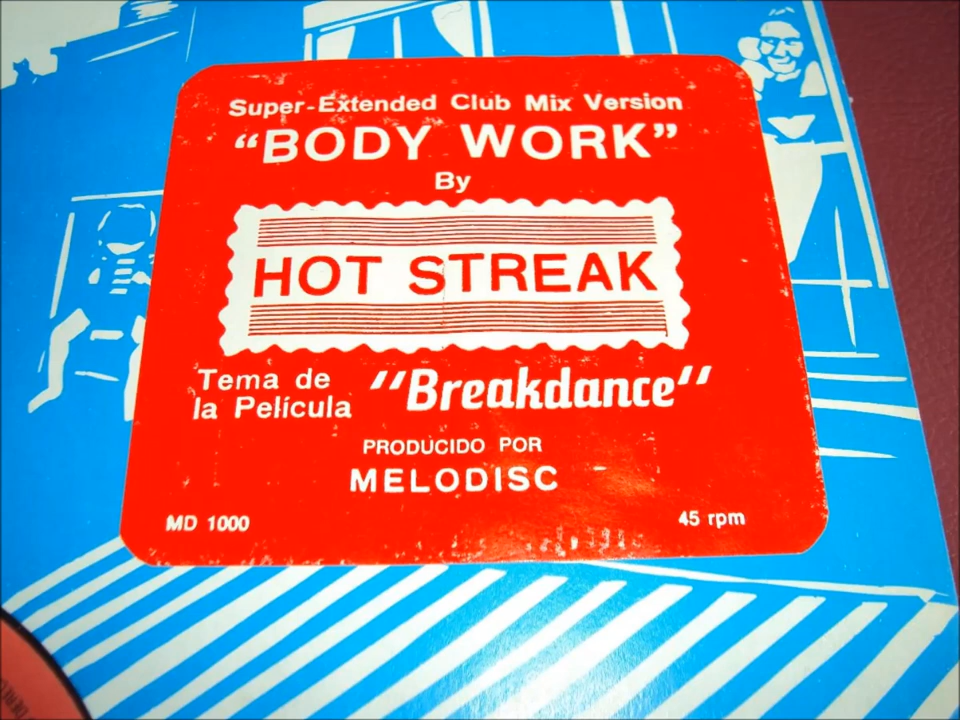 Super-Extended Club Mix Version
"BODY WORK"
By
HOT STREAK
Tema de
la Película
"Breakdance"
PRODUCIDO POR
MELODISC
MD 1000
45 rpm